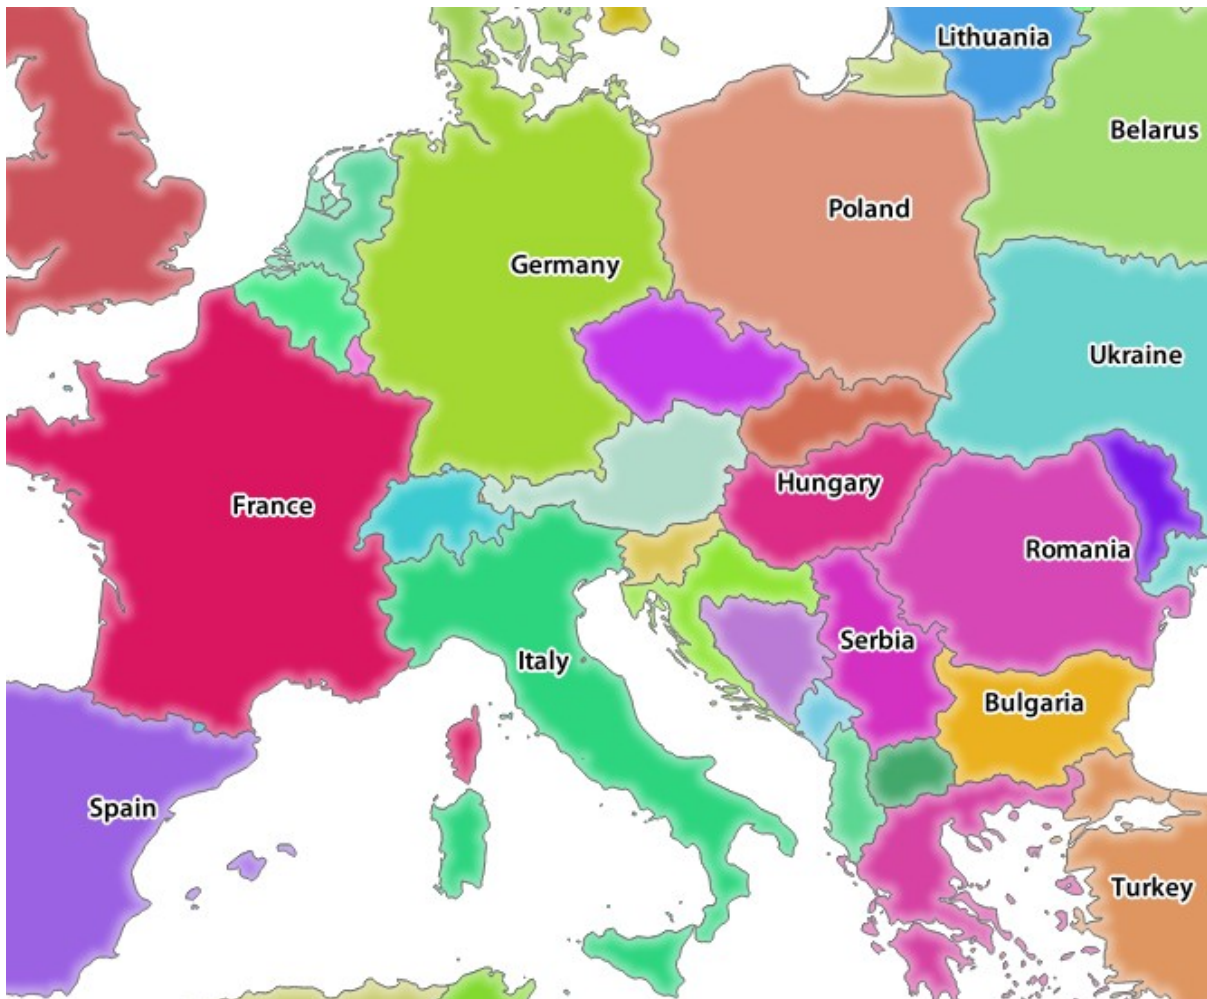 Lithuania
Belarus
Poland
Germany
Ukraine
Hungary
France
Romania
Serbia
Italy
Bulgaria
Spain
Turkey